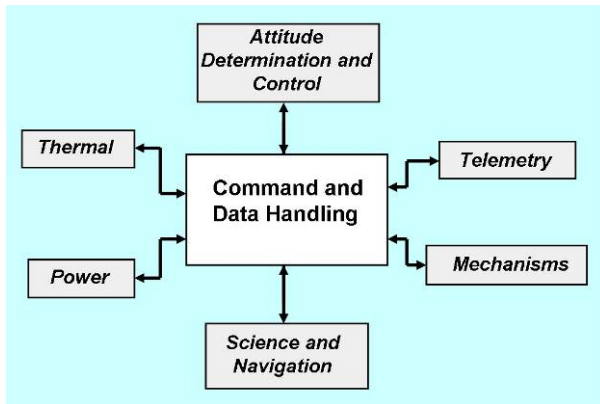 Attitude
Determination and
Control
Thermal
Telemetry
Command and
Data Handling
Power
Mechanisms
Science and
Navigation